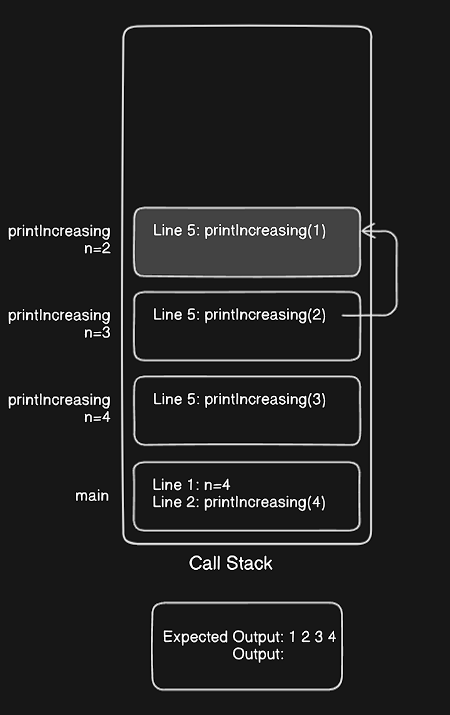 printIncreasing
n=2
Line 5: printIncreasing(1)
printIncreasing
n=3
Line 5: printIncreasing(2)
printIncreasing
n=4
Line 5: printIncreasing(3)
main
Line 1: n=4
Line 2: printIncreasing(4)
Call Stack
Expected Output: 1 2 3 4
Output: